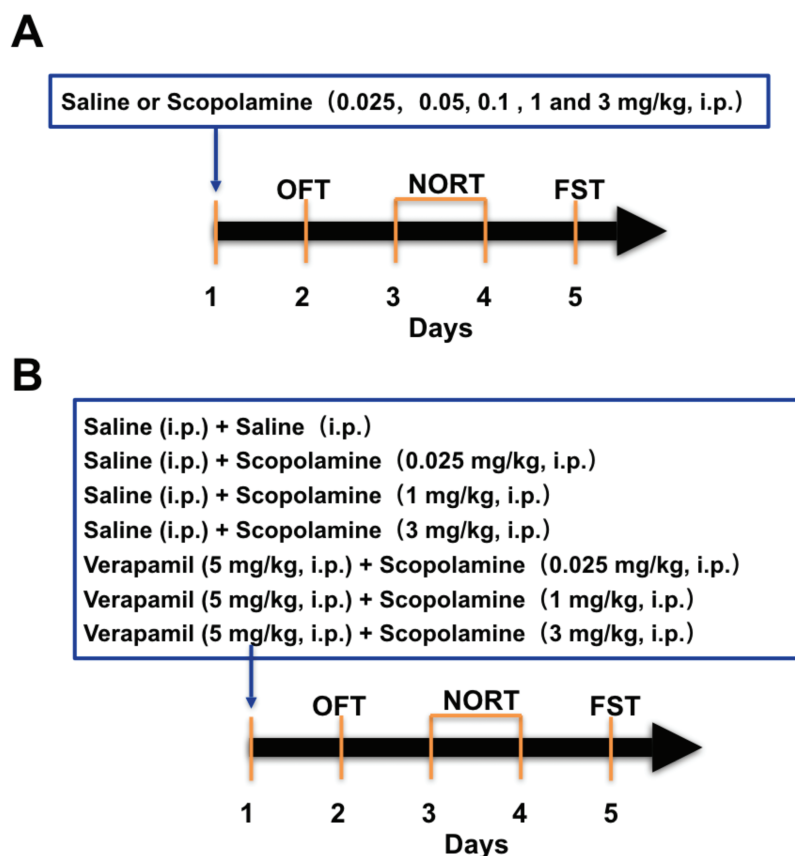 A
Saline or Scopolamine（0.025, 0.05, 0.1 , 1 and 3 mg/kg, i.p.）
OFT NORT FST
1 2 3 4 5
Days
B
Saline (i.p.) + Saline（i.p.）
Saline (i.p.) + Scopolamine（0.025 mg/kg, i.p.）
Saline (i.p.) + Scopolamine（1 mg/kg, i.p.）
Saline (i.p.) + Scopolamine（3 mg/kg, i.p.）
Verapamil (5 mg/kg, i.p.) + Scopolamine（0.025 mg/kg, i.p.）
Verapamil (5 mg/kg, i.p.) + Scopolamine（1 mg/kg, i.p.）
Verapamil (5 mg/kg, i.p.) + Scopolamine（3 mg/kg, i.p.）
OFT NORT FST
1 2 3 4 5
Days